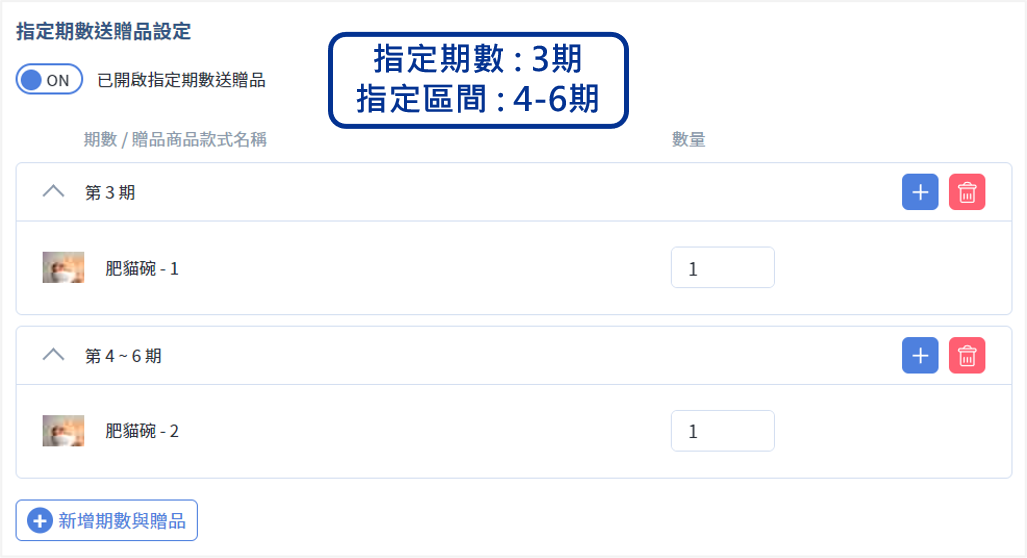 指定期數送贈品設定
指定期數 : 3期
指定區間 : 4-6期
ON 已開啟指定期數送贈品
期數 / 贈品商品款式名稱 數量
第 3 期
肥貓碗 - 1 1
第 4 ~ 6 期
肥貓碗 - 2 1
新增期數與贈品